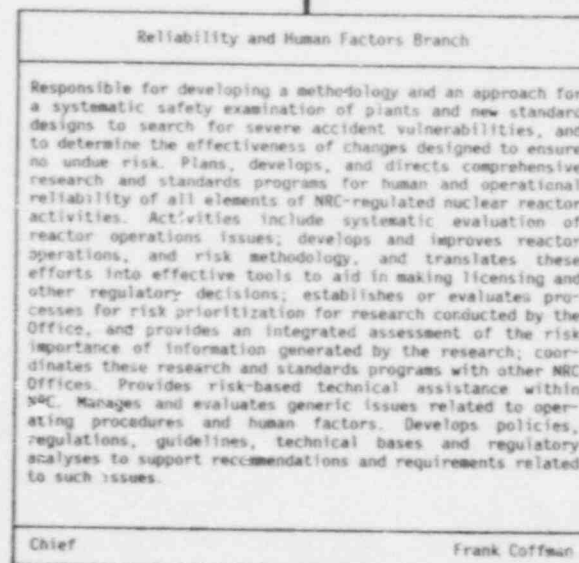 Reliability and Human Factors Branch
Responsible for developing a methodology and an approach for
a systematic safety examination of plants and new standard
designs to search for severe accident vulnerabilities, and
to determine the effectiveness of changes designed to ensure
no undue risk. Plans, develops, and directs comprehensive
research and standards programs for human and operational
reliability of all elements of NRC-regulated nuclear reactor
activities. Activities include systematic evaluation of
reactor operations issues; develops and improves reactor
operations, and risk methodology, and translates these
efforts into effective tools to aid in making licensing and
other regulatory decisions; establishes or evaluates pro-
cesses for risk prioritization for research conducted by the
Office, and provides an integrated assessment of the risk
importance of information generated by the research; coor-
dinates these research and standards programs with other NRC
Offices. Provides risk-based technical assistance within
NRC. Manages and evaluates generic issues related to oper-
ating procedures and human factors. Develops policies,
regulations, guidelines, technical bases and regulatory
analyses to support recommendations and requirements related
to such issues.
Chief Frank Coffman